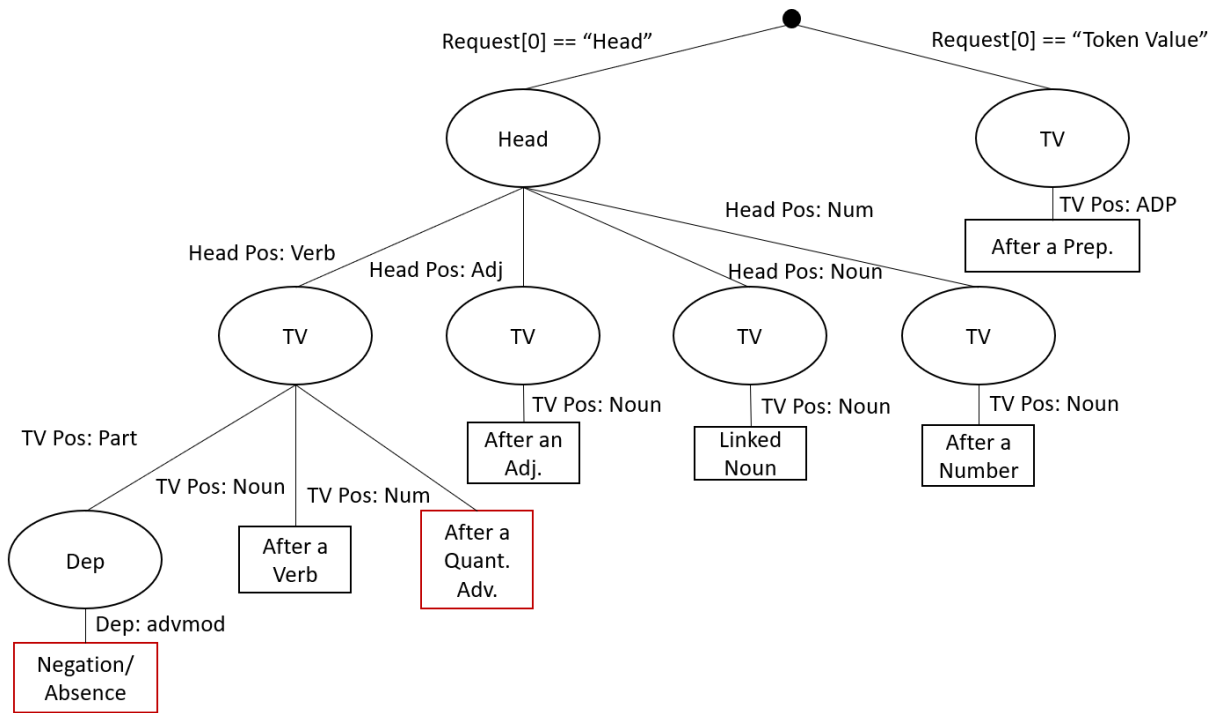 Request[0] == “Head”
Request[0] == “Token Value”
Head
TV
TV Pos: ADP
After a Prep.
Head Pos: Num
Head Pos: Verb
Head Pos: Adj
Head Pos: Noun
TV
TV
TV
TV
TV Pos: Noun
TV Pos: Noun
TV Pos: Noun
After an
Adj.
Linked
Noun
After a
Number
TV Pos: Part
TV Pos: Noun
TV Pos: Num
Dep
After a
Verb
After a
Quant.
Adv.
Dep: advmod
Negation/
Absence